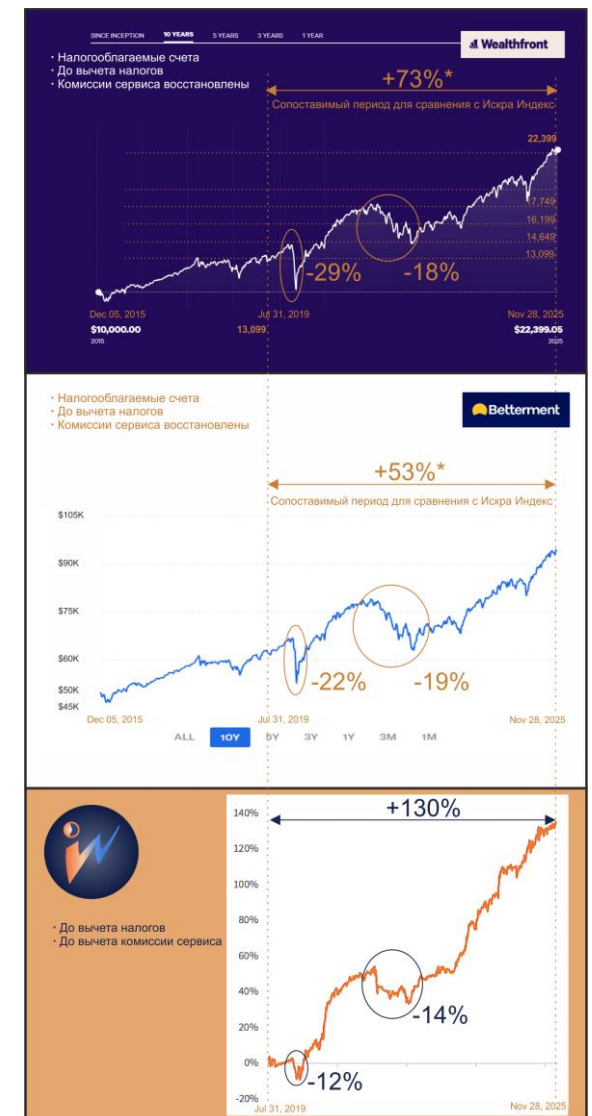 SINCE INCEPTION 10 YEARS 5 YEARS 3 YEARS 1 YEAR
Wealthfront
· Налогооблагаемые счета
· До вычета налогов
· Комиссии сервиса восстановлены
+73%*
Сопоставимый период для сравнения с Искра Индекс
22,399
17,749
16,199
14,649
13,099
-29%
-18%
Dec 05, 2015
Jul 31, 2019
Nov 28, 2025
$10,000.00
13,099
$22,399.05
2015
2025
· Налогооблагаемые счета
· До вычета налогов
· Комиссии сервиса восстановлены
Betterment
+53%*
Сопоставимый период для сравнения с Искра Индекс
$105K
$90K
$75K
$60K
$50K
$45K
-22%
-19%
Dec 05, 2015
Jul 31, 2019
Nov 28, 2025
ALL 10Y 5Y 3Y 1Y 3M 1M
+130%
140%
120%
100%
80%
60%
40%
20%
0%
-20%
· До вычета налогов
· До вычета комиссии сервиса
-14%
-12%
Jul 31, 2019
Nov 28, 2025